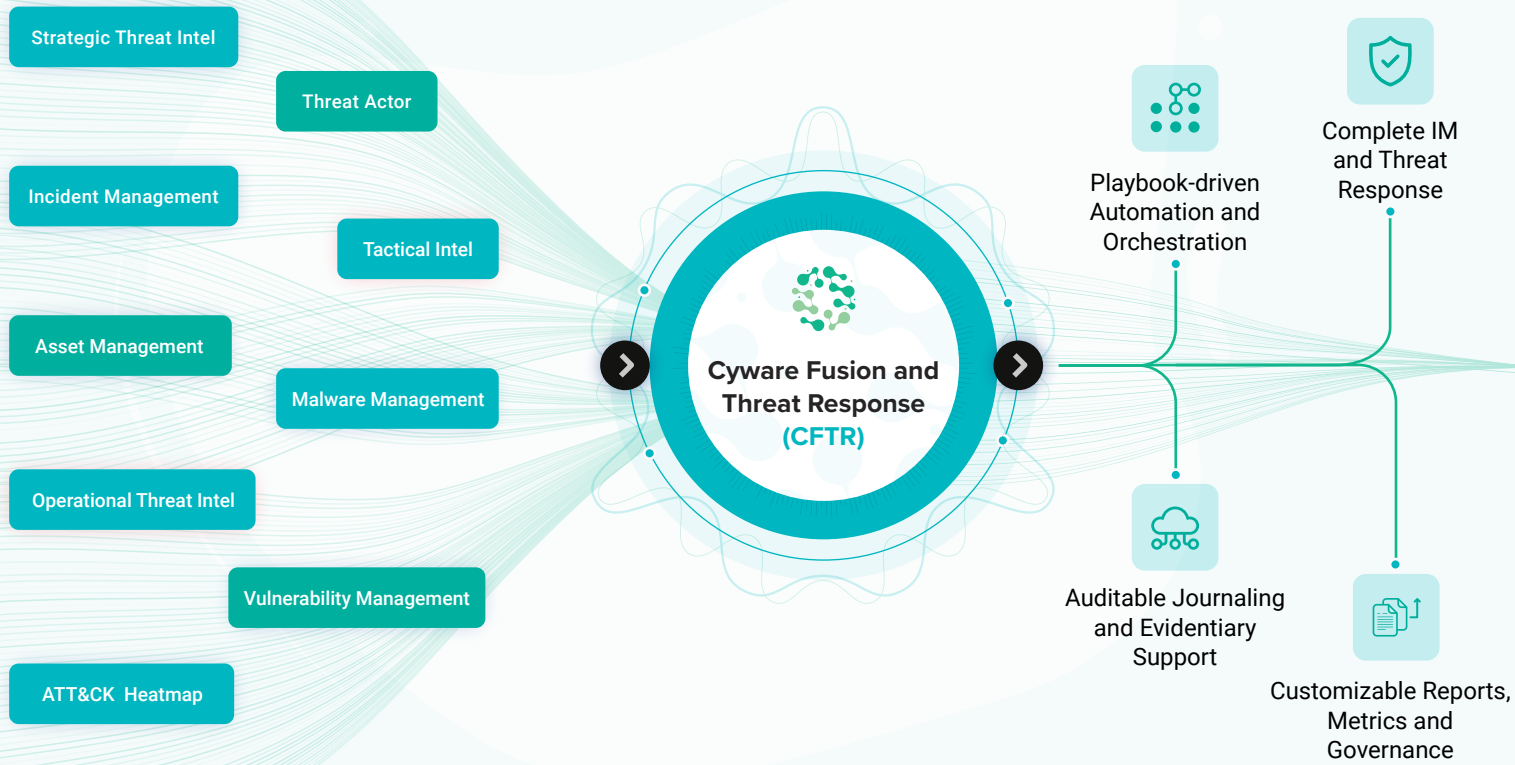 Strategic Threat Intel
Threat Actor
Incident Management
Tactical Intel
Asset Management
Malware Management
Operational Threat Intel
Vulnerability Management
ATT&CK Heatmap
Cyware Fusion and
Threat Response
(CFTR)
Playbook-driven
Automation and
Orchestration
Complete IM
and Threat
Response
Auditable Journaling
and Evidentiary
Support
Customizable Reports,
Metrics and
Governance